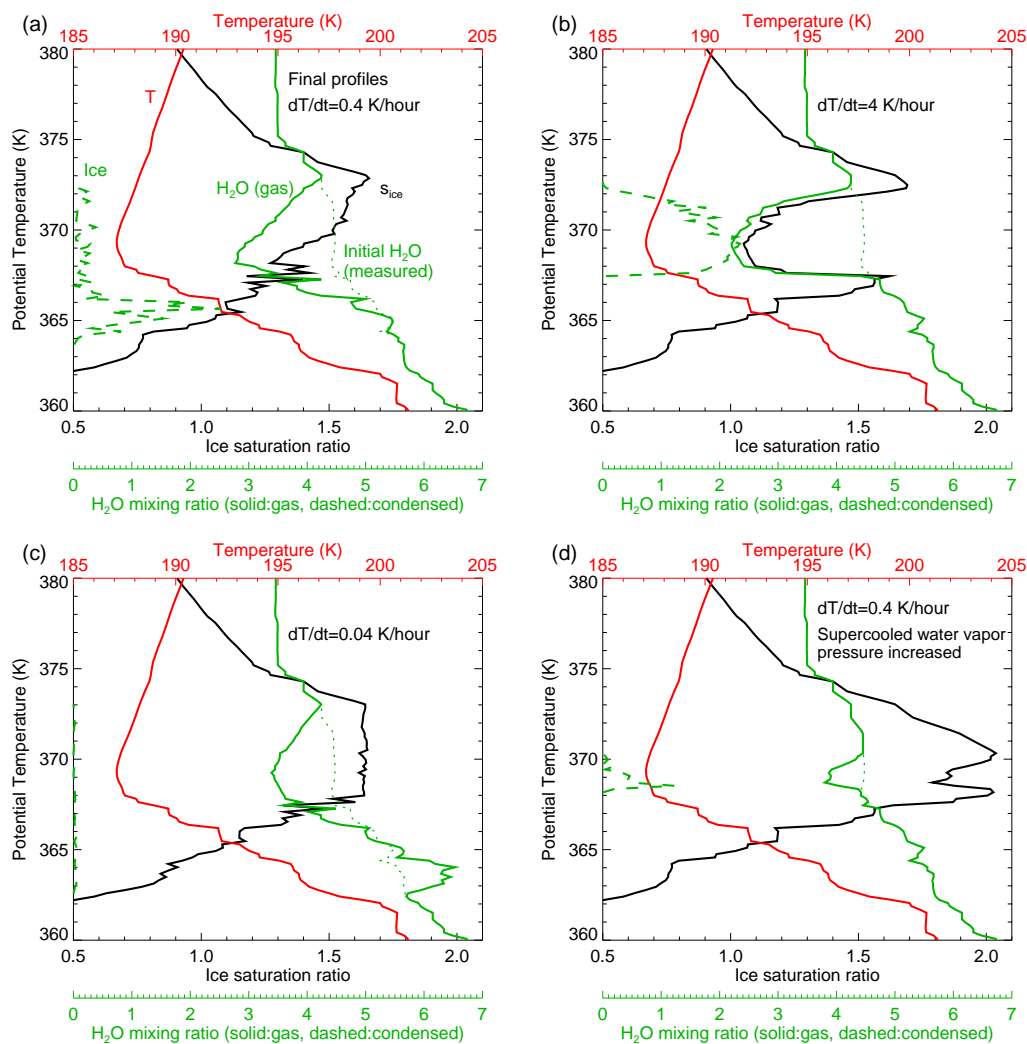 (a)
Temperature (K)
185 190 195 200 205
Potential Temperature (K)
380
375
370
365
360
Final profiles
dT/dt=0.4 K/hour
T
Ice
H₂O (gas)
sᵢcₑ
Initial H₂O
(measured)
0.5 1.0 1.5 2.0
Ice saturation ratio
0 1 2 3 4 5 6 7
H₂O mixing ratio (solid:gas, dashed:condensed)
(b)
Temperature (K)
185 190 195 200 205
Potential Temperature (K)
380
375
370
365
360
dT/dt=4 K/hour
0.5 1.0 1.5 2.0
Ice saturation ratio
0 1 2 3 4 5 6 7
H₂O mixing ratio (solid:gas, dashed:condensed)
(c)
Temperature (K)
185 190 195 200 205
Potential Temperature (K)
380
375
370
365
360
dT/dt=0.04 K/hour
0.5 1.0 1.5 2.0
Ice saturation ratio
0 1 2 3 4 5 6 7
H₂O mixing ratio (solid:gas, dashed:condensed)
(d)
Temperature (K)
185 190 195 200 205
Potential Temperature (K)
380
375
370
365
360
dT/dt=0.4 K/hour
Supercooled water vapor
pressure increased
0.5 1.0 1.5 2.0
Ice saturation ratio
0 1 2 3 4 5 6 7
H₂O mixing ratio (solid:gas, dashed:condensed)